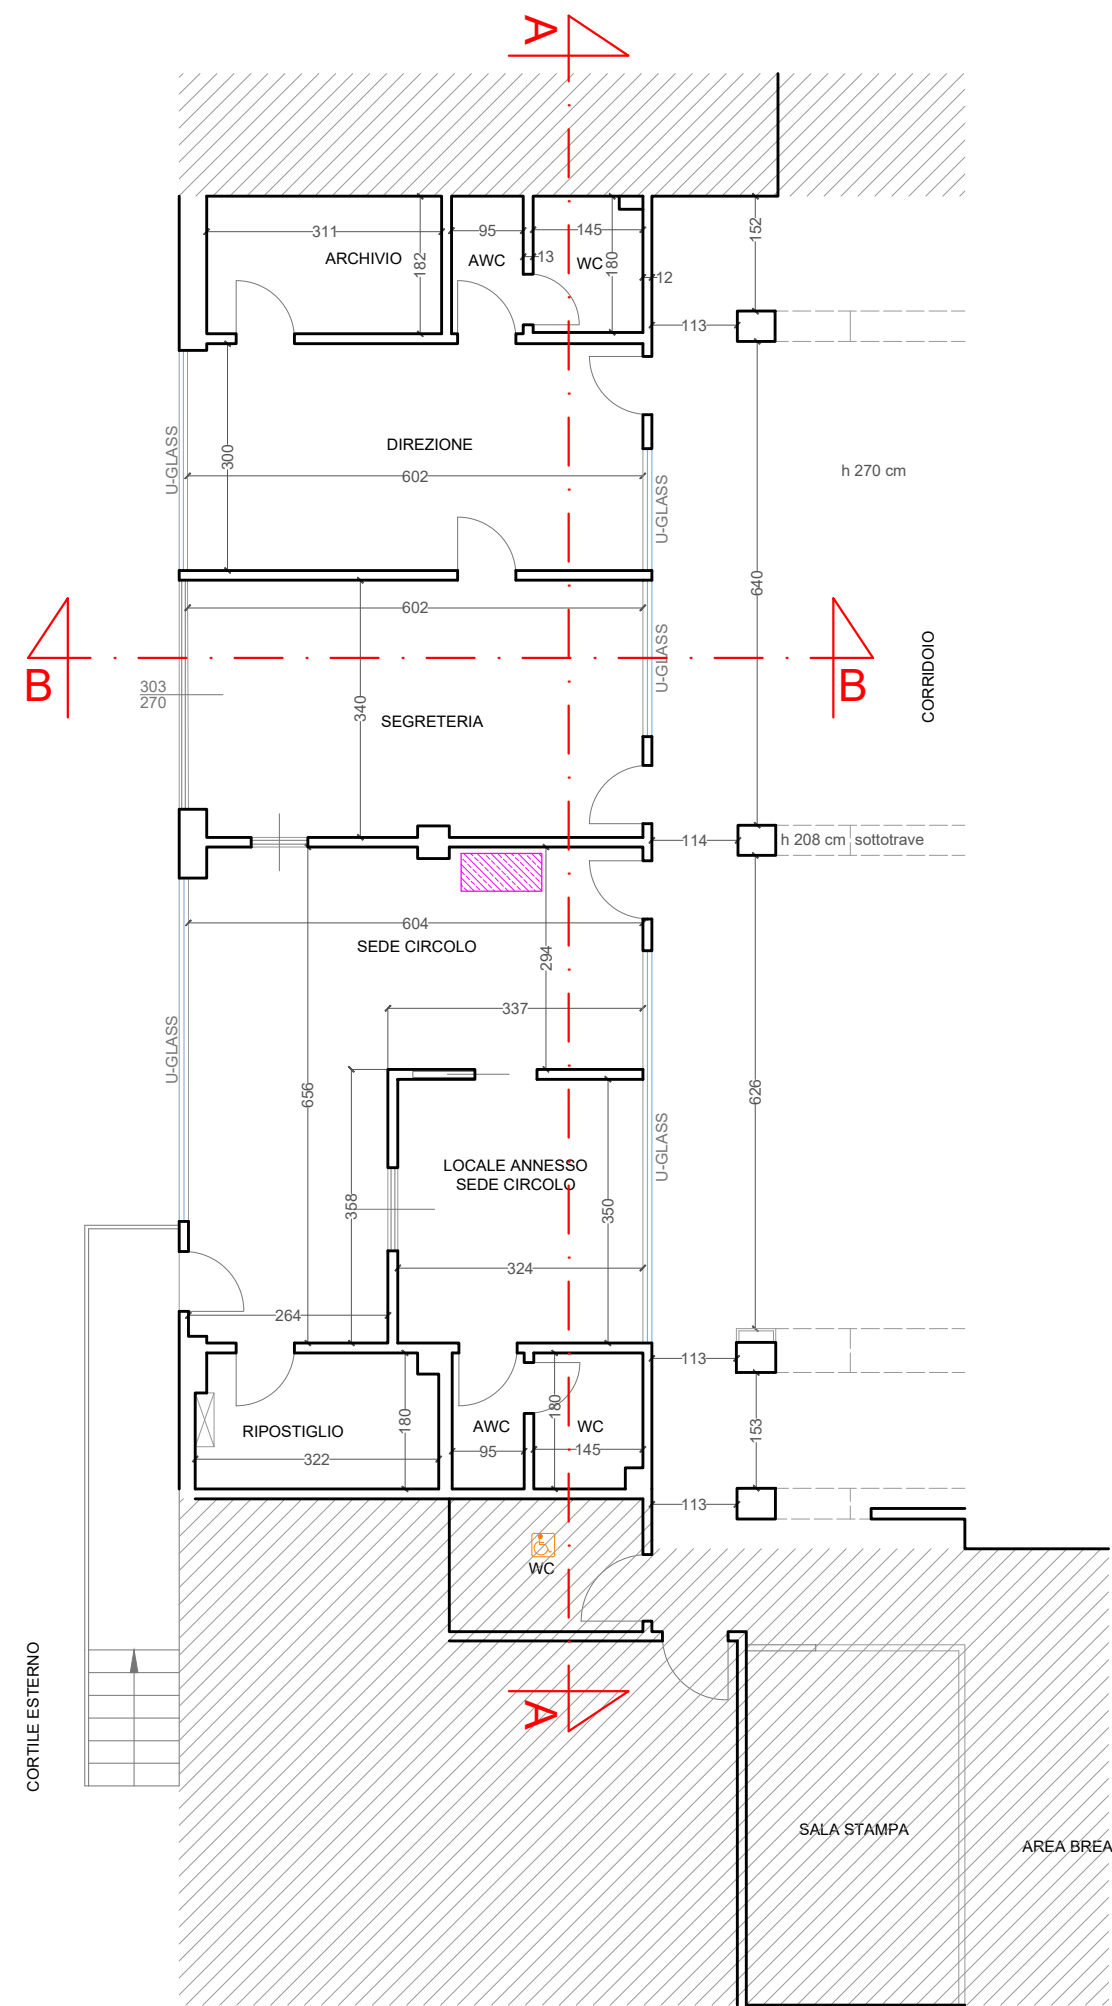 A
152
311
95
145
ARCHIVIO
182
AWC
13
180
WC
12
113
U-GLASS
300
DIREZIONE
602
U-GLASS
h 270 cm
640
602
U-GLASS
CORRIDOIO
B
B
303
270
340
SEGRETERIA
114
h 208 cm sottotrave
604
SEDE CIRCOLO
294
337
U-GLASS
656
626
U-GLASS
LOCALE ANNESSO
SEDE CIRCOLO
358
350
324
264
113
RIPOSTIGLIO
180
322
AWC
95
180
WC
145
153
113
WC
CORTILE ESTERNO
A
SALA STAMPA
AREA BREA